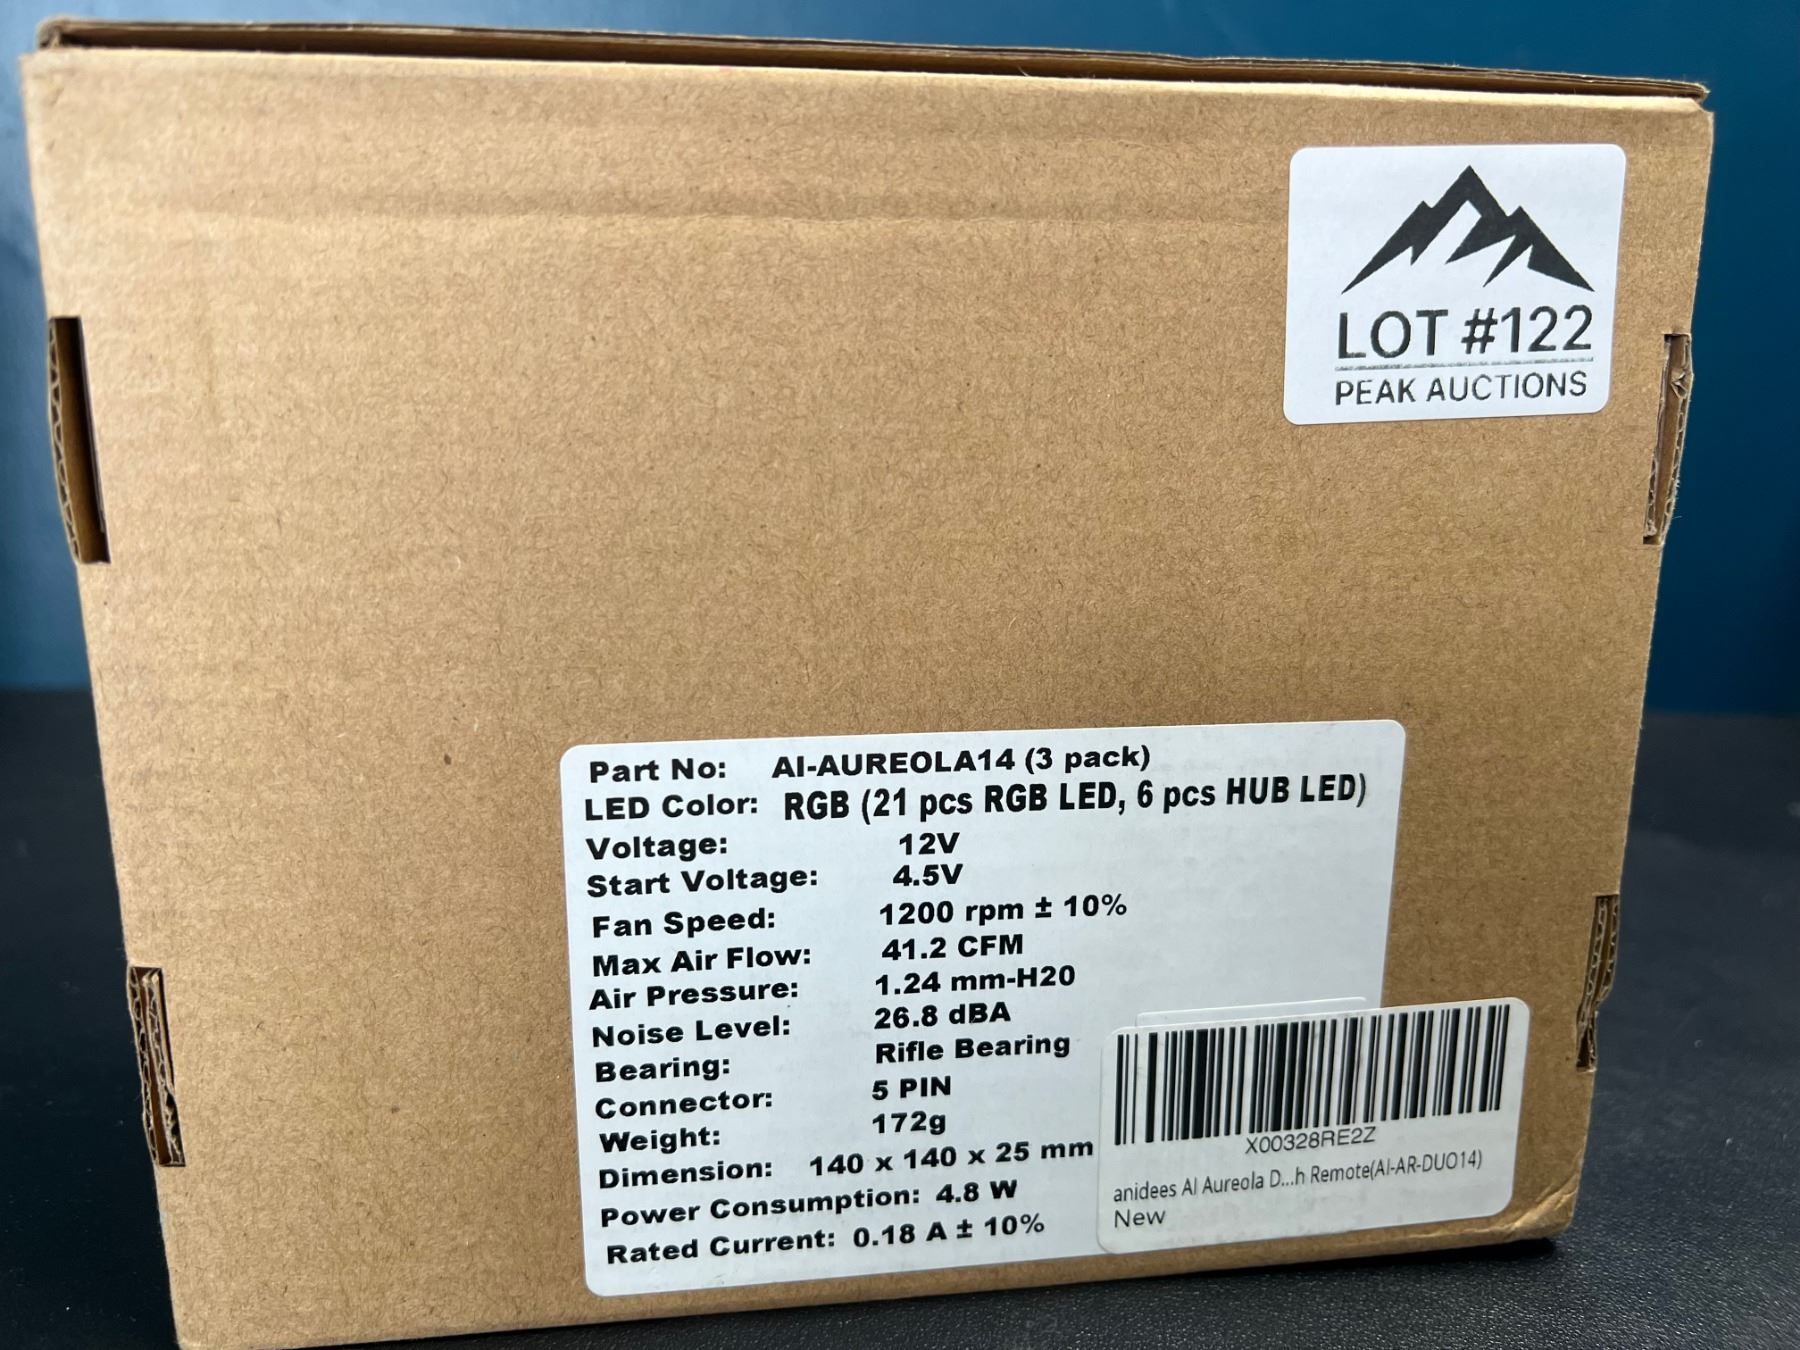 LOT #122
PEAK AUCTIONS
Part No: AI-AUREOLA14 (3 pack)
LED Color: RGB (21 pcs RGB LED, 6 pcs HUB LED)
Voltage: 12V
Start Voltage: 4.5V
Fan Speed: 1200 rpm ± 10%
Max Air Flow: 41.2 CFM
Air Pressure: 1.24 mm-H20
Noise Level: 26.8 dBA
Bearing: Rifle Bearing
Connector: 5 PIN
Weight: 172g
Dimension: 140 x 140 x 25 mm
Power Consumption: 4.8 W
Rated Current: 0.18 A ± 10%
X00328RE2Z
anidees AI Aureola D...h Remote(AI-AR-DUO14)
New